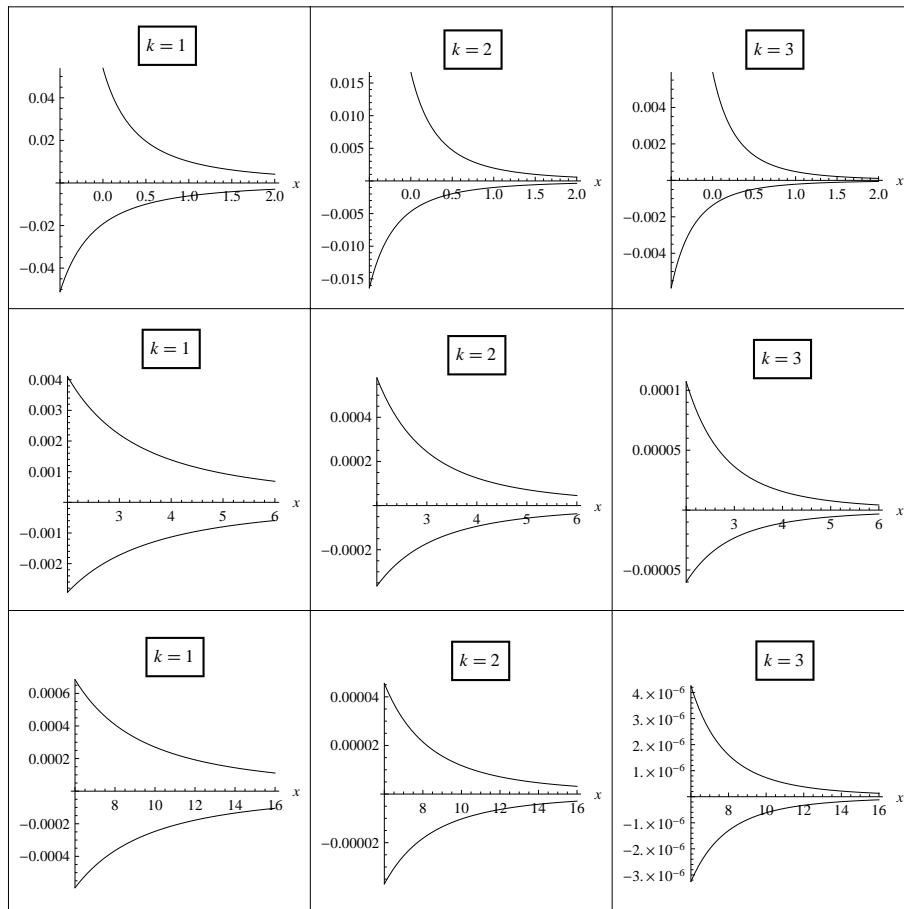 k = 1
0.04
0.02
−0.02
−0.04
0.0 0.5 1.0 1.5 2.0
x
k = 2
0.015
0.010
0.005
−0.005
−0.010
−0.015
0.0 0.5 1.0 1.5 2.0
x
k = 3
0.004
0.002
−0.002
−0.004
0.0 0.5 1.0 1.5 2.0
x
k = 1
0.004
0.003
0.002
0.001
−0.001
−0.002
3 4 5 6
x
k = 2
0.0004
0.0002
−0.0002
3 4 5 6
x
k = 3
0.0001
0.00005
−0.00005
3 4 5 6
x
k = 1
0.0006
0.0004
0.0002
−0.0002
−0.0004
8 10 12 14 16
x
k = 2
0.00004
0.00002
−0.00002
8 10 12 14 16
x
k = 3
4. × 10⁻⁶
3. × 10⁻⁶
2. × 10⁻⁶
1. × 10⁻⁶
−1. × 10⁻⁶
−2. × 10⁻⁶
−3. × 10⁻⁶
8 10 12 14 16
x